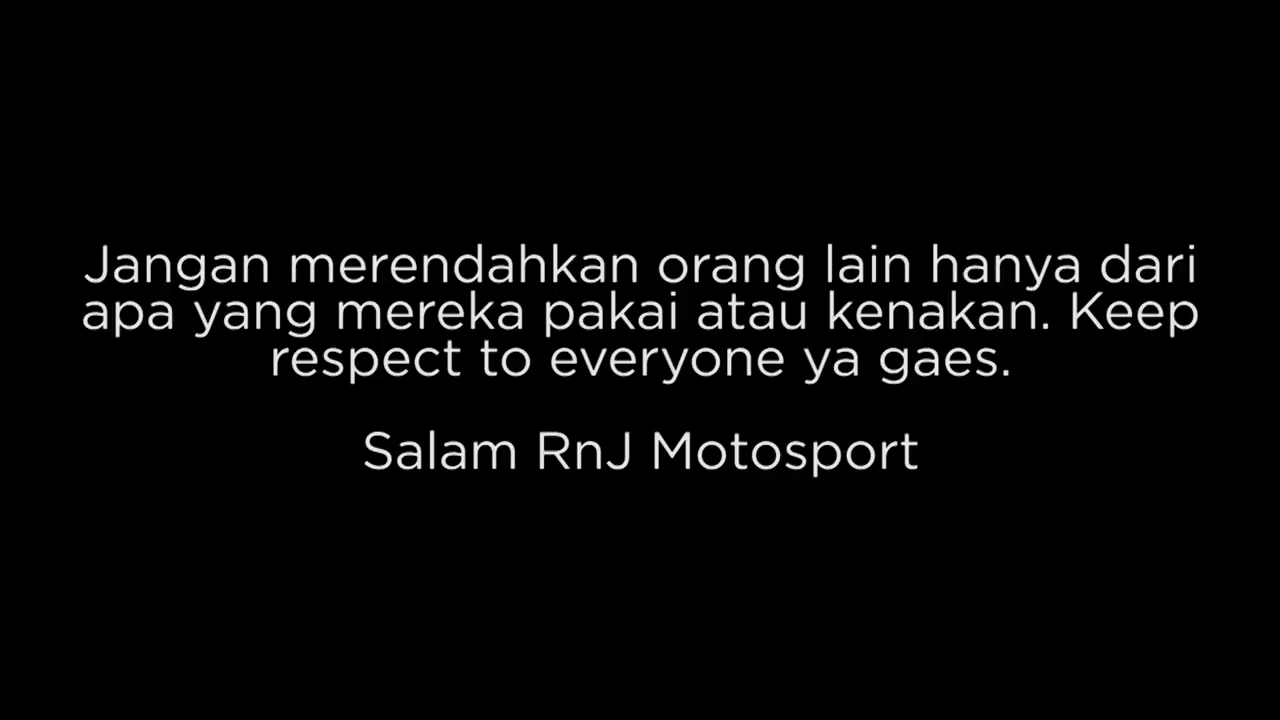 Jangan merendahkan orang lain hanya dari
apa yang mereka pakai atau kenakan. Keep
respect to everyone ya gaes.
Salam RnJ Motosport